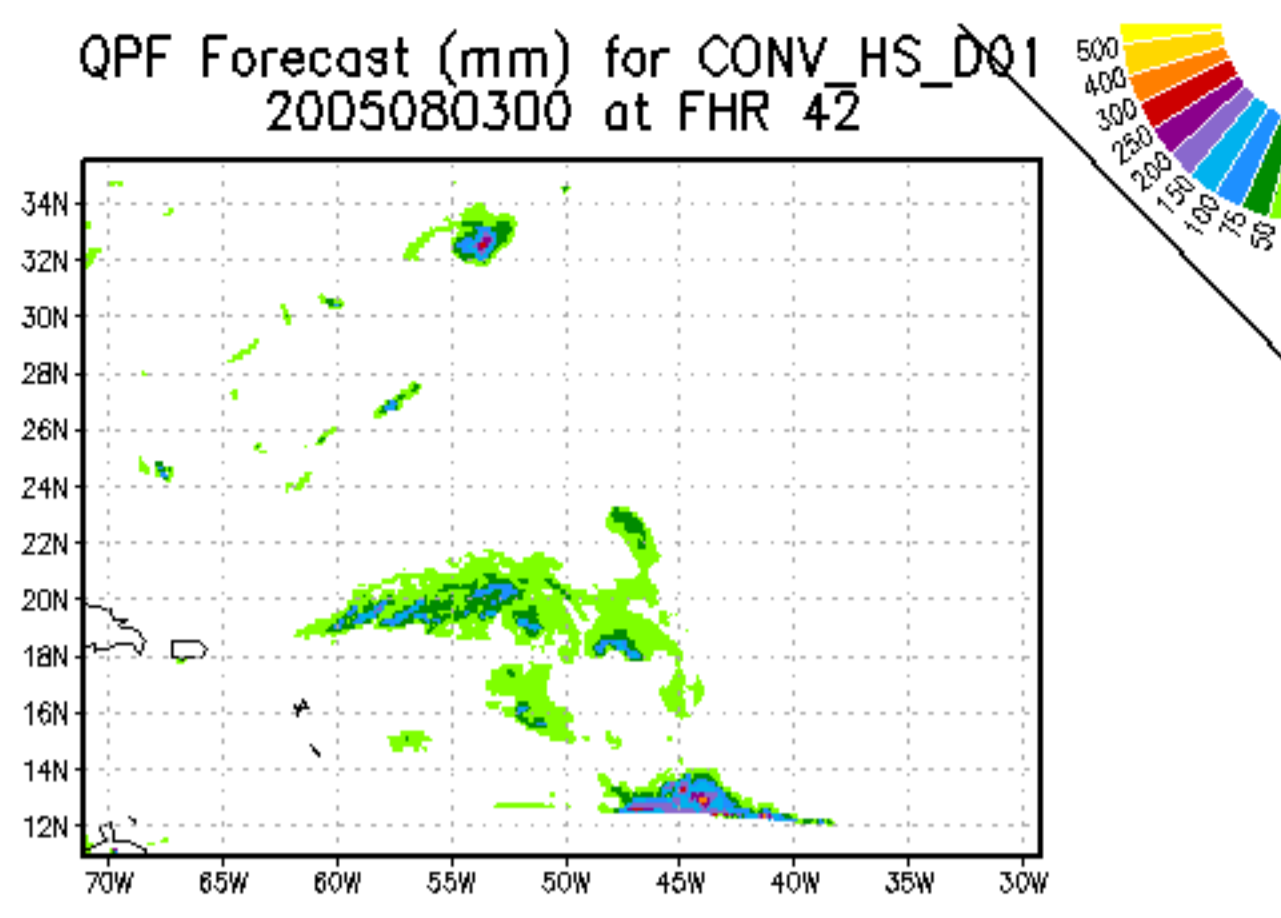 QPF Forecast (mm) for CONV_HS_D01
2005080300 at FHR 42
500
400
300
250
200
150
100
75
50
34N
32N
30N
28N
26N
24N
22N
20N
18N
16N
14N
12N
70W 65W 60W 55W 50W 45W 40W 35W 30W